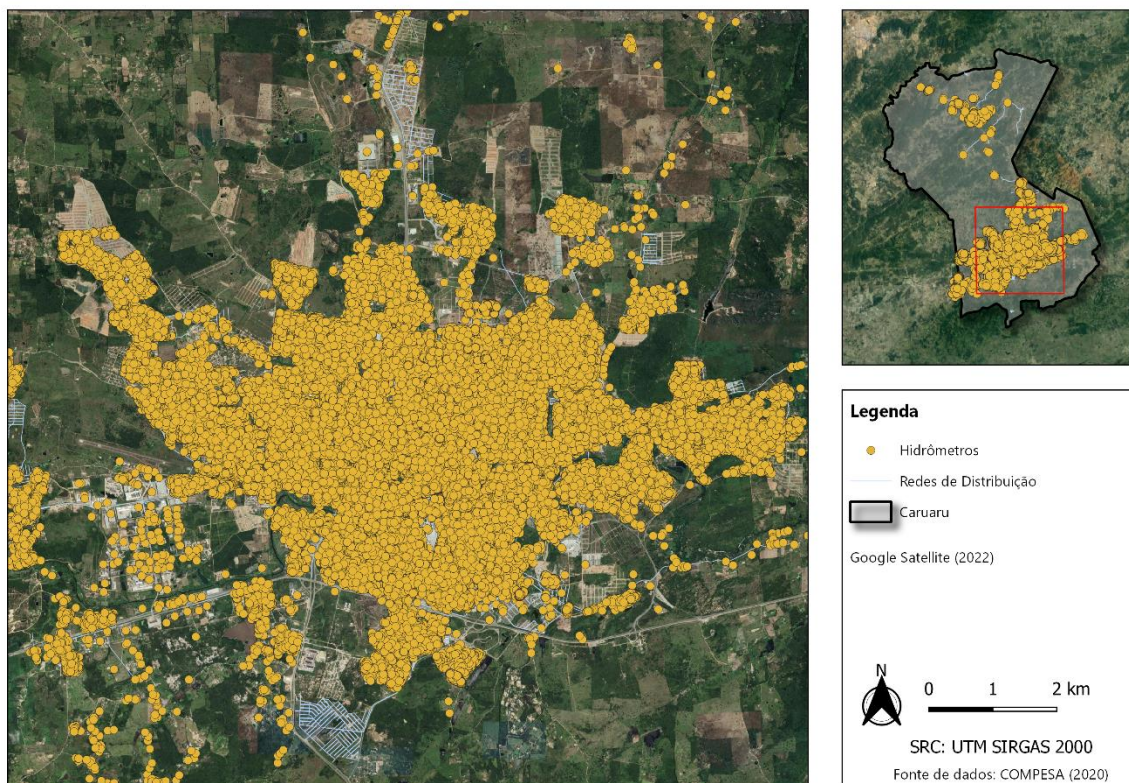 Legenda
Hidrômetros
Redes de Distribuição
Caruaru
Google Satellite (2022)
N
0 1 2 km
SRC: UTM SIRGAS 2000
Fonte de dados: COMPESA (2020)